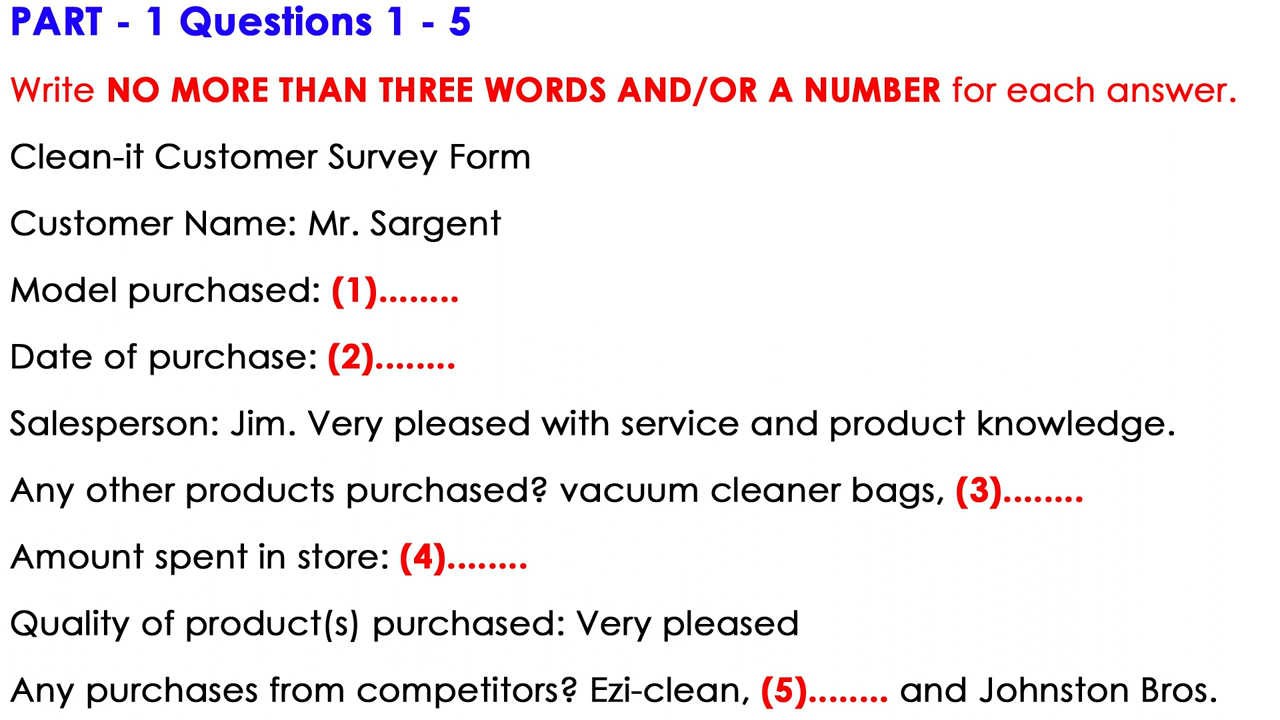 PART - 1 Questions 1 - 5
Write NO MORE THAN THREE WORDS AND/OR A NUMBER for each answer.
Clean-it Customer Survey Form
Customer Name: Mr. Sargent
Model purchased: (1)........
Date of purchase: (2)........
Salesperson: Jim. Very pleased with service and product knowledge.
Any other products purchased? vacuum cleaner bags, (3)........
Amount spent in store: (4)........
Quality of product(s) purchased: Very pleased
Any purchases from competitors? Ezi-clean, (5)........ and Johnston Bros.